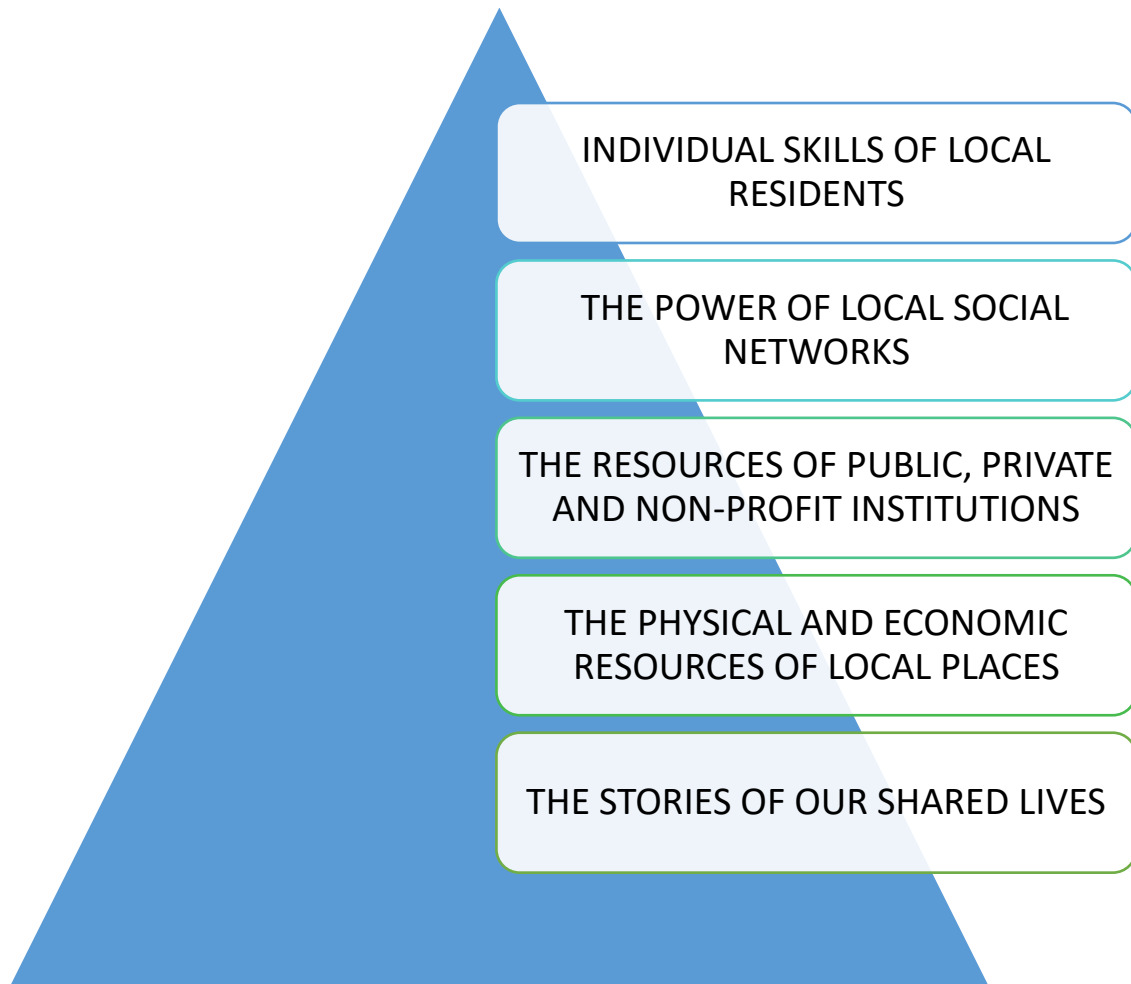 INDIVIDUAL SKILLS OF LOCAL
RESIDENTS
THE POWER OF LOCAL SOCIAL
NETWORKS
THE RESOURCES OF PUBLIC, PRIVATE
AND NON-PROFIT INSTITUTIONS
THE PHYSICAL AND ECONOMIC
RESOURCES OF LOCAL PLACES
THE STORIES OF OUR SHARED LIVES